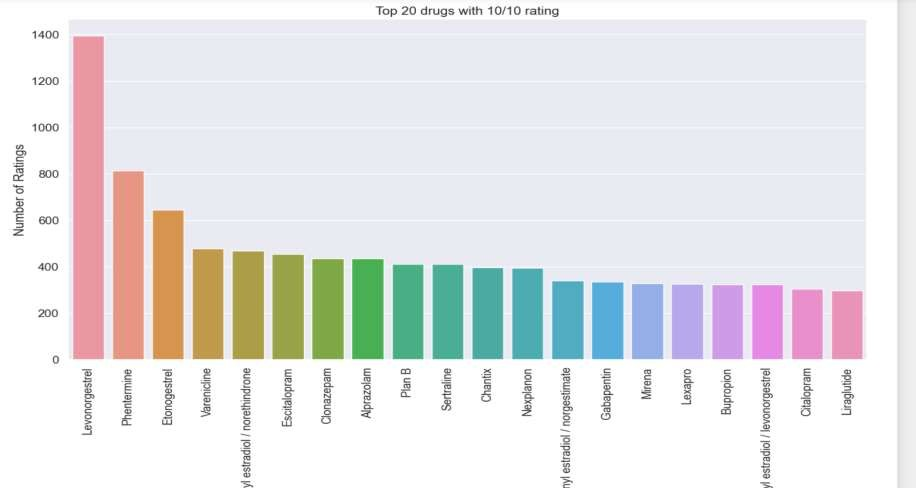 Top 20 drugs with 10/10 rating
Number of Ratings
1400
1200
1000
800
600
400
200
0
Levonorgestrel
Phentermine
Etonogestrel
Varenicline
yl estradiol / norethindrone
Escitalopram
Clonazepam
Alprazolam
Plan B
Sertraline
Chantix
Nexplanon
nyl estradiol / norgestimate
Gabapentin
Mirena
Lexapro
Bupropion
yl estradiol / levonorgestrel
Citalopram
Liraglutide